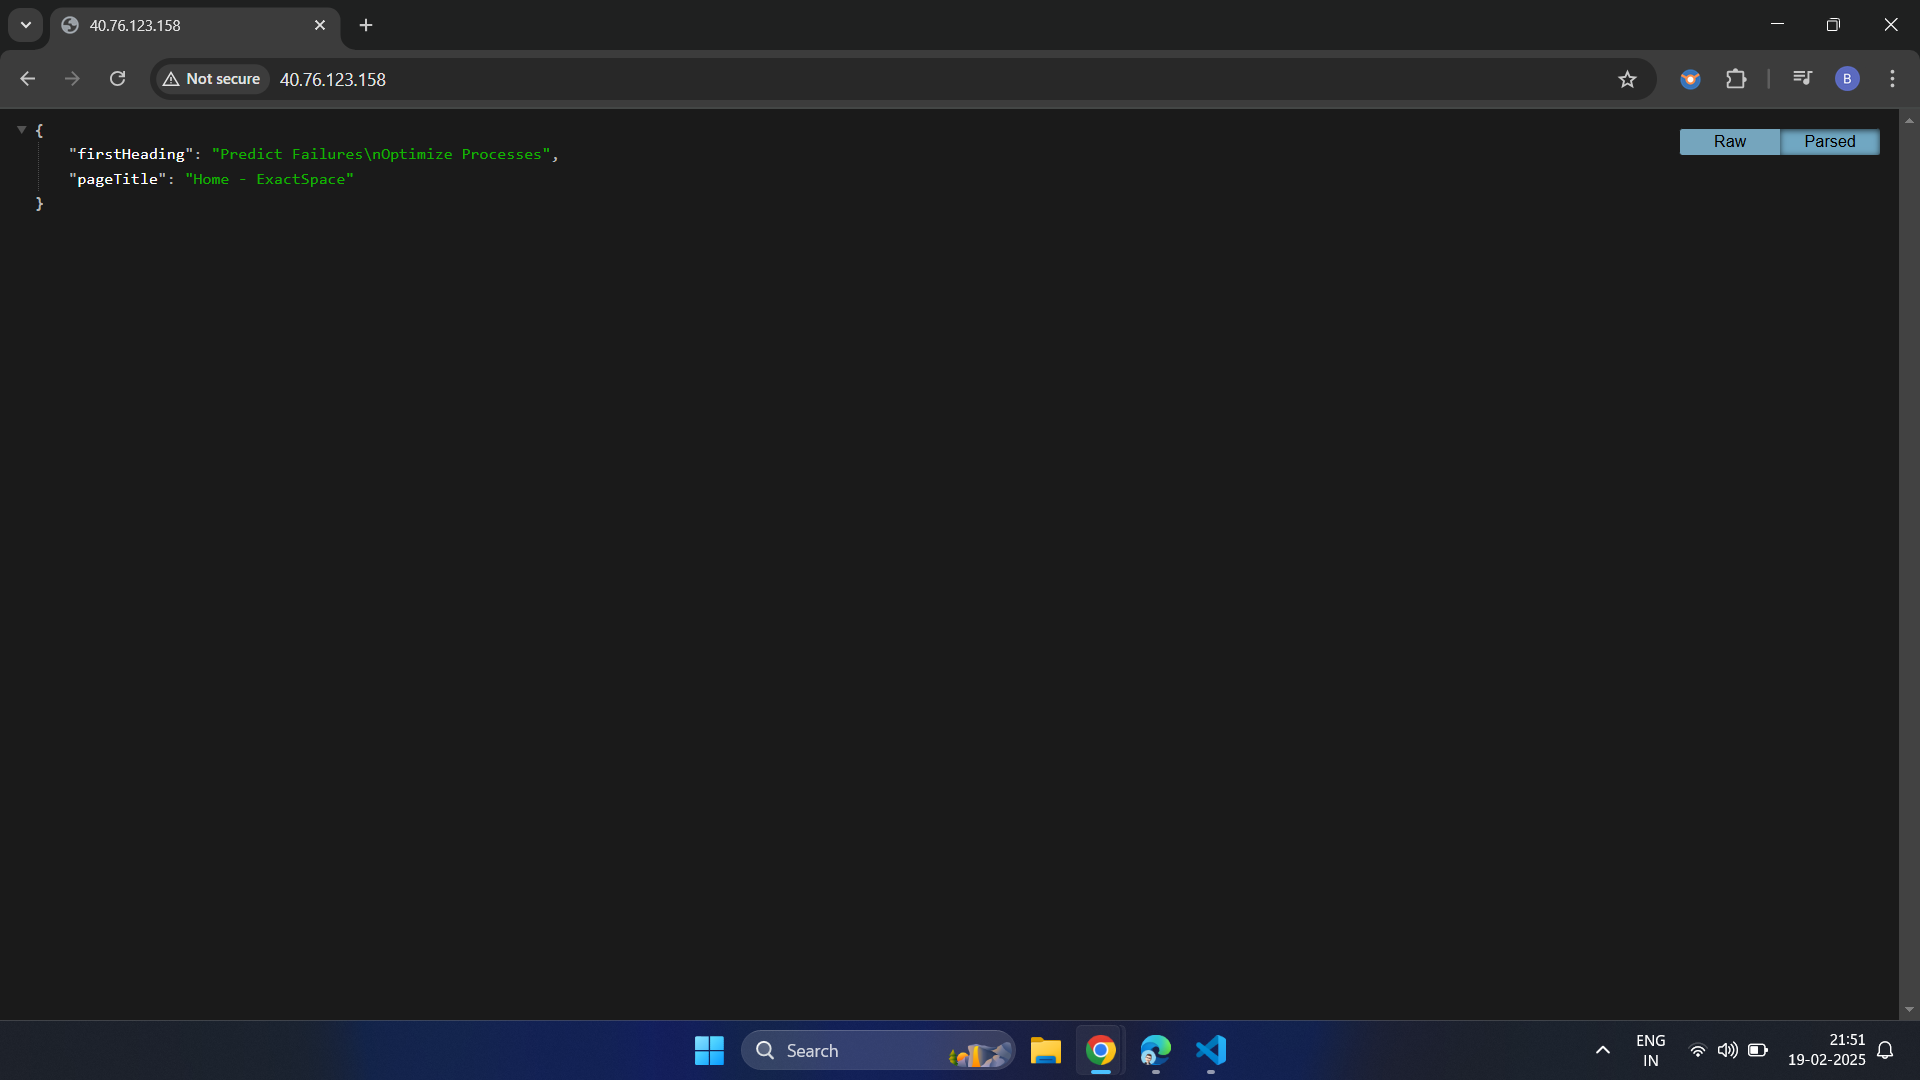 40.76.123.158
Not secure
40.76.123.158
B
{
"firstHeading": "Predict Failures\nOptimize Processes",
"pageTitle": "Home - ExactSpace"
}
Raw
Parsed
Search
ENG
IN
21:51
19-02-2025